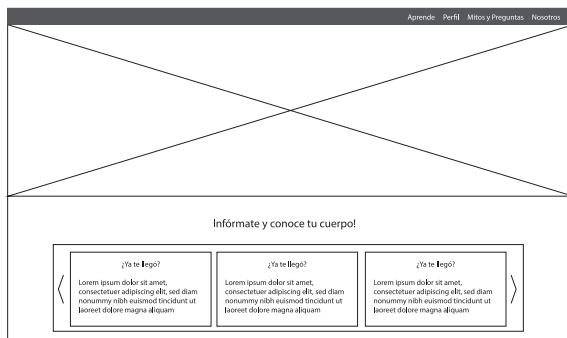 Aprende Perfil Mitos y Preguntas Nosotros
Infórmate y conoce tu cuerpo!
¿Ya te llegó?
Lorem ipsum dolor sit amet,
consectetuer adipiscing elit, sed diam
nonummy nibh euismod tincidunt ut
laoreet dolore magna aliquam
¿Ya te llegó?
Lorem ipsum dolor sit amet,
consectetuer adipiscing elit, sed diam
nonummy nibh euismod tincidunt ut
laoreet dolore magna aliquam
¿Ya te llegó?
Lorem ipsum dolor sit amet,
consectetuer adipiscing elit, sed diam
nonummy nibh euismod tincidunt ut
laoreet dolore magna aliquam